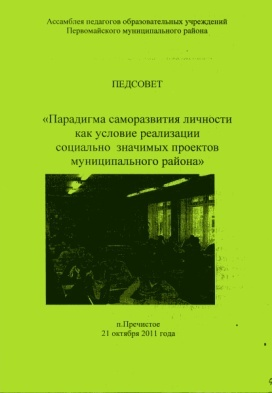 Ассамблея педагогов образовательных учреждений
Первомайского муниципального района
ПЕДСОВЕТ
«Парадигма саморазвития личности
как условие реализации
социально значимых проектов
муниципального района»
п.Пречистое
21 октября 2011 года